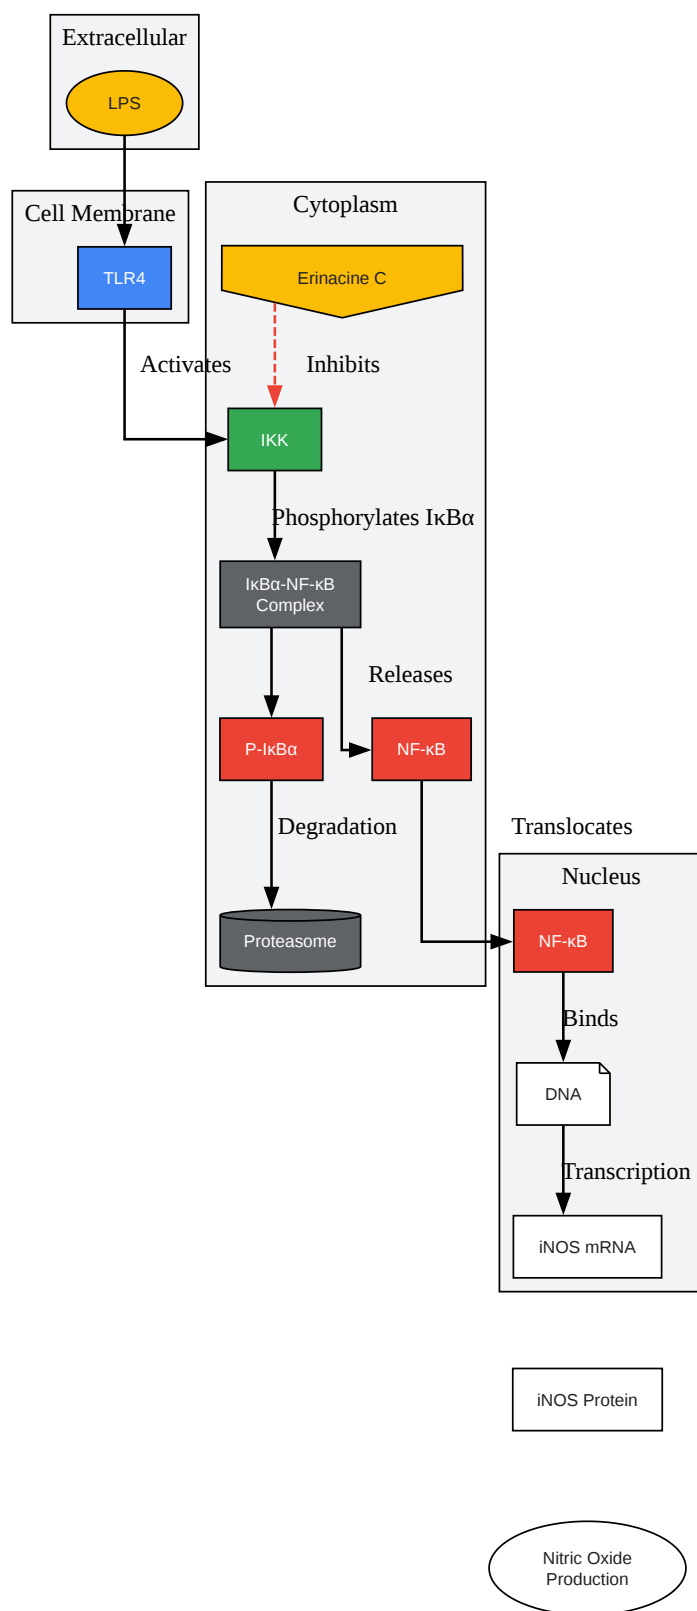 Extracellular
LPS
Cell Membrane
TLR4
Cytoplasm
Erinacine C
Activates
Inhibits
IKK
Phosphorylates IκBα
IκBα-NF-κB
Complex
Releases
P-IκBα
NF-κB
Degradation
Translocates
Proteasome
Nucleus
NF-κB
Binds
DNA
Transcription
iNOS mRNA
iNOS Protein
Nitric Oxide
Production